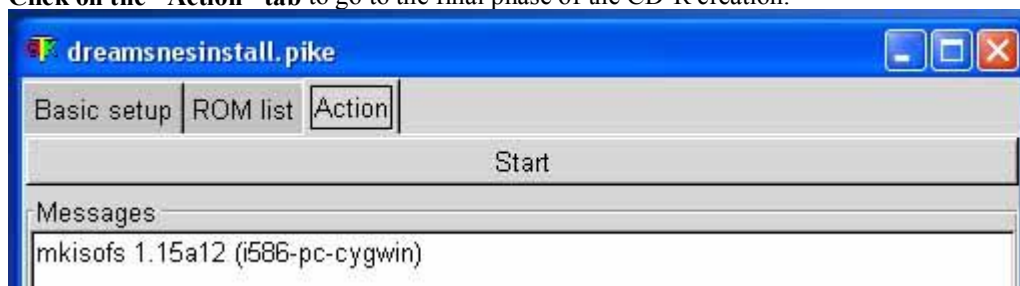 Click on the "Action" tab to go to the final phase of the CD-R creation.
dreamsnesinstall.pike
Basic setup ROM list Action
Start
Messages
mkisofs 1.15a12 (i586-pc-cygwin)